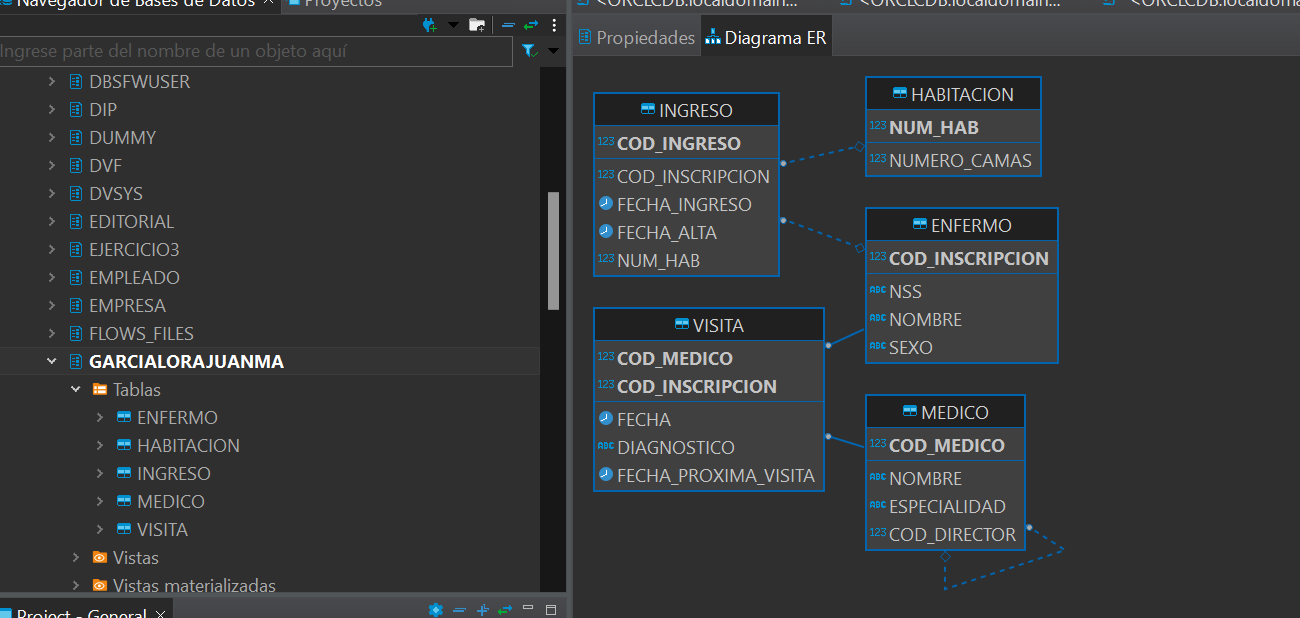 Navegador de Bases de Datos
Proyectos
Ingrese parte del nombre de un objeto aquí
DBSFWUSER
DIP
DUMMY
DVF
DVSYS
EDITORIAL
EJERCICIO3
EMPLEADO
EMPRESA
FLOWS_FILES
GARCIALORAJUANMA
Tablas
ENFERMO
HABITACION
INGRESO
MEDICO
VISITA
Vistas
Vistas materializadas
Project - General
<ORCLCDB.localdomain...
<ORCLCDB.localdomain...
<ORCLCDB.localdoma
Propiedades
Diagrama ER
INGRESO
123 COD_INGRESO
123 COD_INSCRIPCION
FECHA_INGRESO
FECHA_ALTA
123 NUM_HAB
HABITACION
123 NUM_HAB
123 NUMERO_CAMAS
ENFERMO
123 COD_INSCRIPCION
ABC NSS
ABC NOMBRE
ABC SEXO
VISITA
123 COD_MEDICO
123 COD_INSCRIPCION
FECHA
ABC DIAGNOSTICO
FECHA_PROXIMA_VISITA
MEDICO
123 COD_MEDICO
ABC NOMBRE
ABC ESPECIALIDAD
123 COD_DIRECTOR